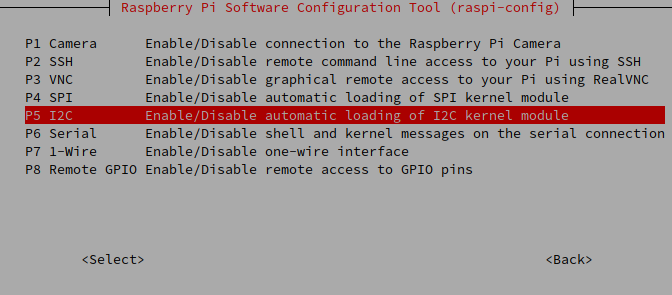 Raspberry Pi Software Configuration Tool (raspi-config)
P1 Camera Enable/Disable connection to the Raspberry Pi Camera
P2 SSH Enable/Disable remote command line access to your Pi using SSH
P3 VNC Enable/Disable graphical remote access to your Pi using RealVNC
P4 SPI Enable/Disable automatic loading of SPI kernel module
P5 I2C Enable/Disable automatic loading of I2C kernel module
P6 Serial Enable/Disable shell and kernel messages on the serial connection
P7 1-Wire Enable/Disable one-wire interface
P8 Remote GPIO Enable/Disable remote access to GPIO pins
<Select> <Back>